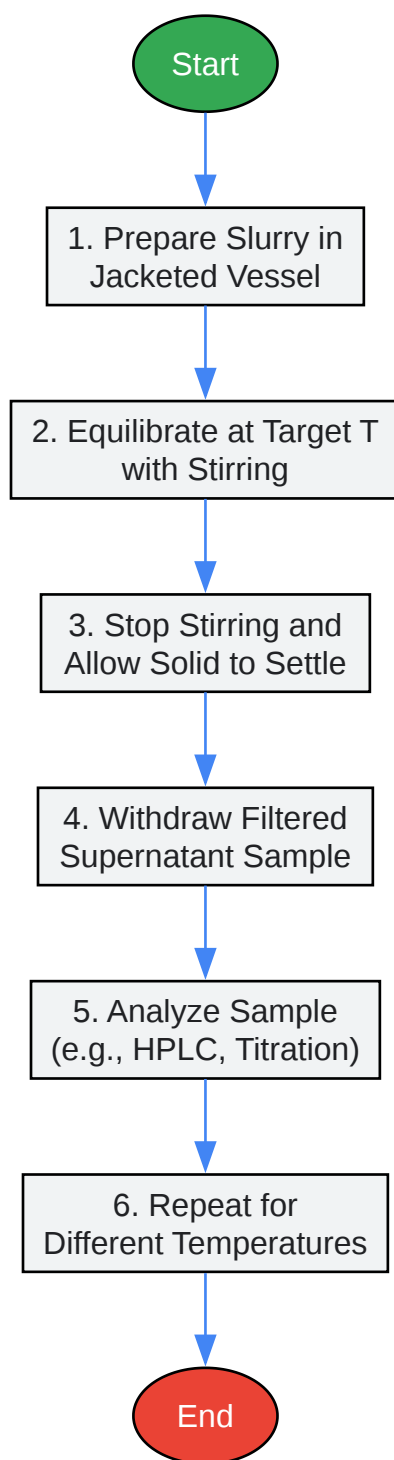 Start
1. Prepare Slurry in
Jacketed Vessel
2. Equilibrate at Target T
with Stirring
3. Stop Stirring and
Allow Solid to Settle
4. Withdraw Filtered
Supernatant Sample
5. Analyze Sample
(e.g., HPLC, Titration)
6. Repeat for
Different Temperatures
End